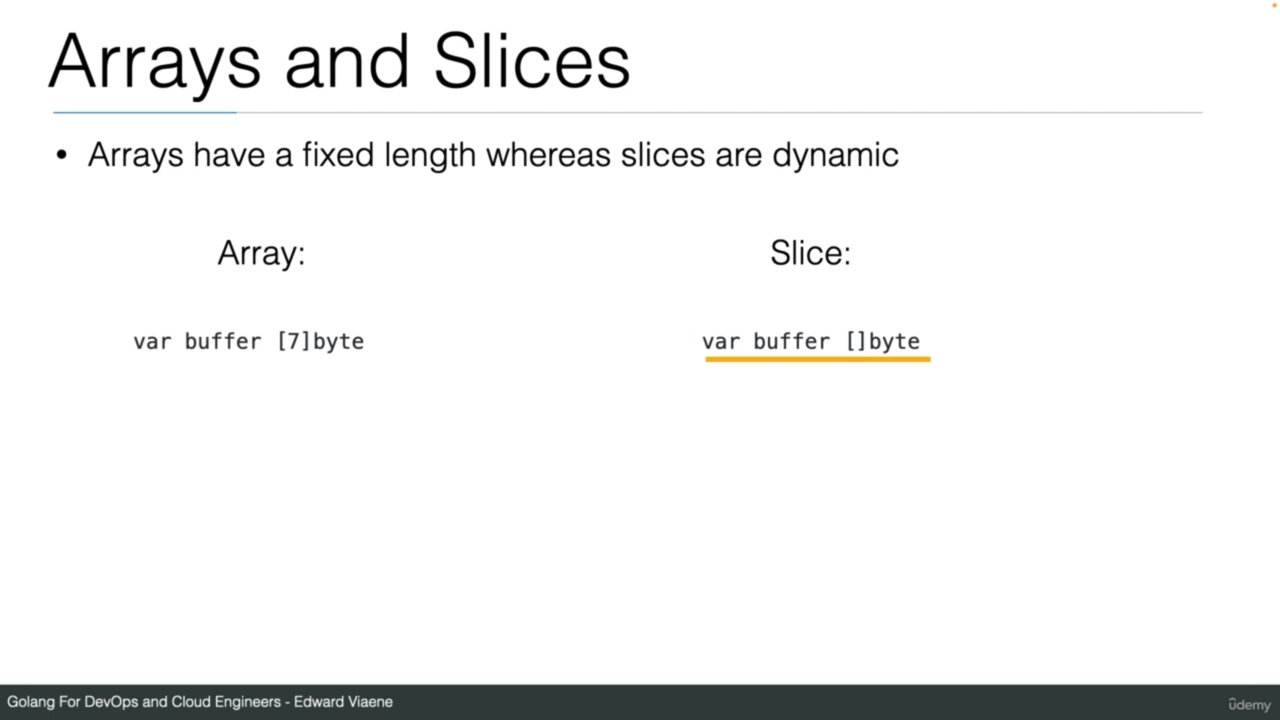 Arrays and Slices
• Arrays have a fixed length whereas slices are dynamic
Array:
Slice:
var buffer [7]byte
var buffer []byte
Golang For DevOps and Cloud Engineers - Edward Viaene
ûdemy